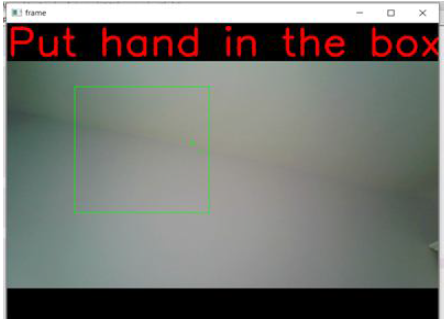 frame
Put hand in the box